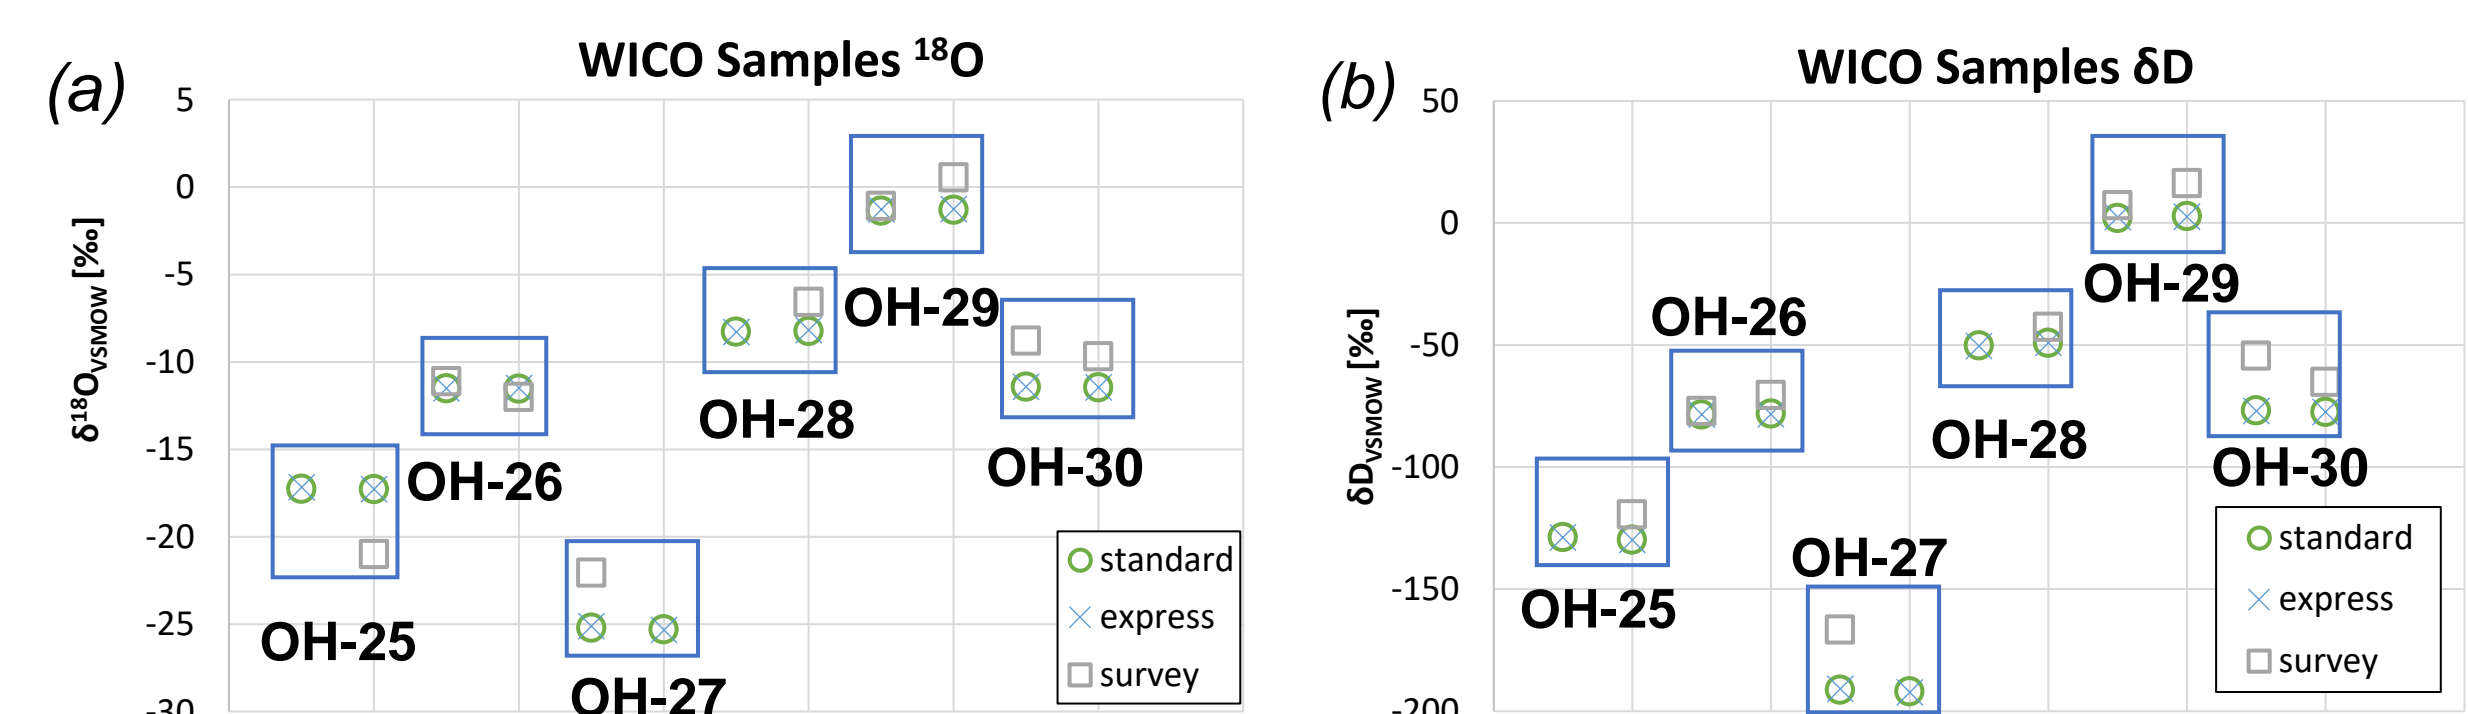 (a)
WICO Samples ¹⁸O
5
0
-5
-10
-15
-20
-25
-30
δ¹⁸O_VSMOW [‰]
OH-25
OH-26
OH-27
OH-28
OH-29
OH-30
standard
express
survey
(b)
WICO Samples δD
50
0
-50
-100
-150
-200
δD_VSMOW [‰]
OH-25
OH-26
OH-27
OH-28
OH-29
OH-30
standard
express
survey